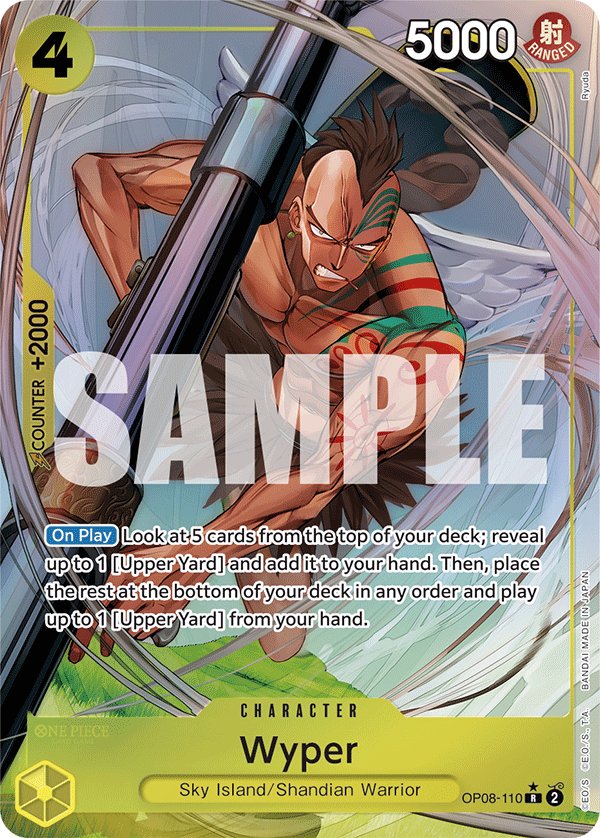 4
5000
射
RANGED
Ryuda
COUNTER +2000
SAMPLE
On Play Look at 5 cards from the top of your deck; reveal
up to 1 [Upper Yard] and add it to your hand. Then, place
the rest at the bottom of your deck in any order and play
up to 1 [Upper Yard] from your hand.
CHARACTER
ONE PIECE
CARD GAME
Wyper
Sky Island/Shandian Warrior
OP08-110 R 2
©E.O/S ©E.O./S., T.A. BANDAI MADE IN JAPAN